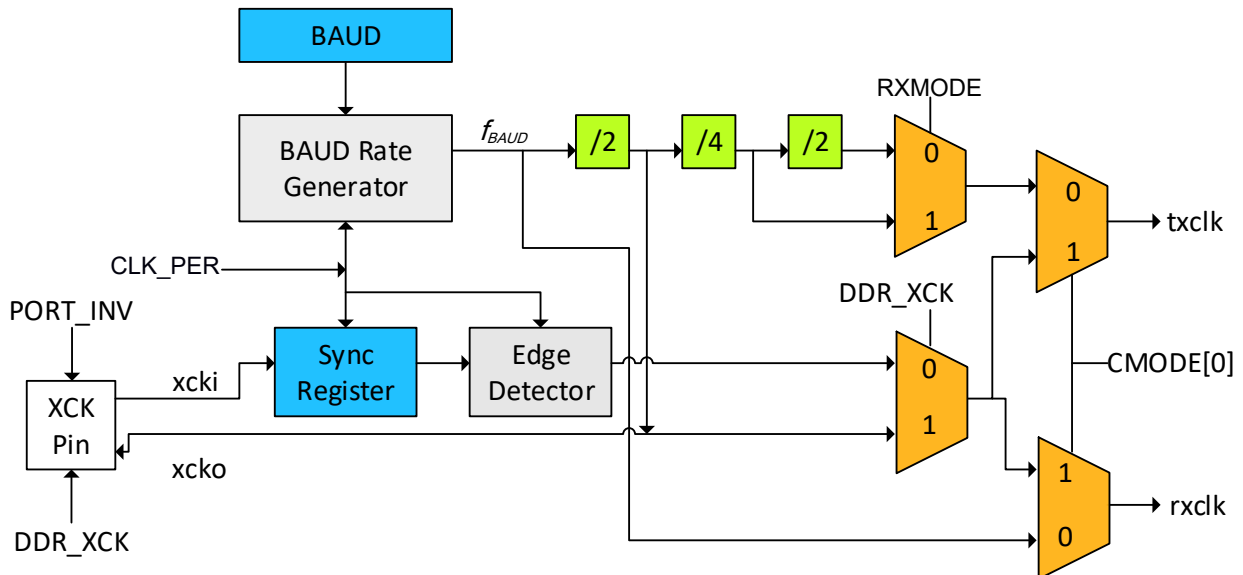 BAUD
RXMODE
BAUD Rate
Generator
fBAUD
/2
/4
/2
0
1
0
1
txclk
CLK_PER
DDR_XCK
PORT_INV
CMODE[0]
Sync
Register
Edge
Detector
0
1
xcki
XCK
Pin
xcko
1
0
rxclk
DDR_XCK